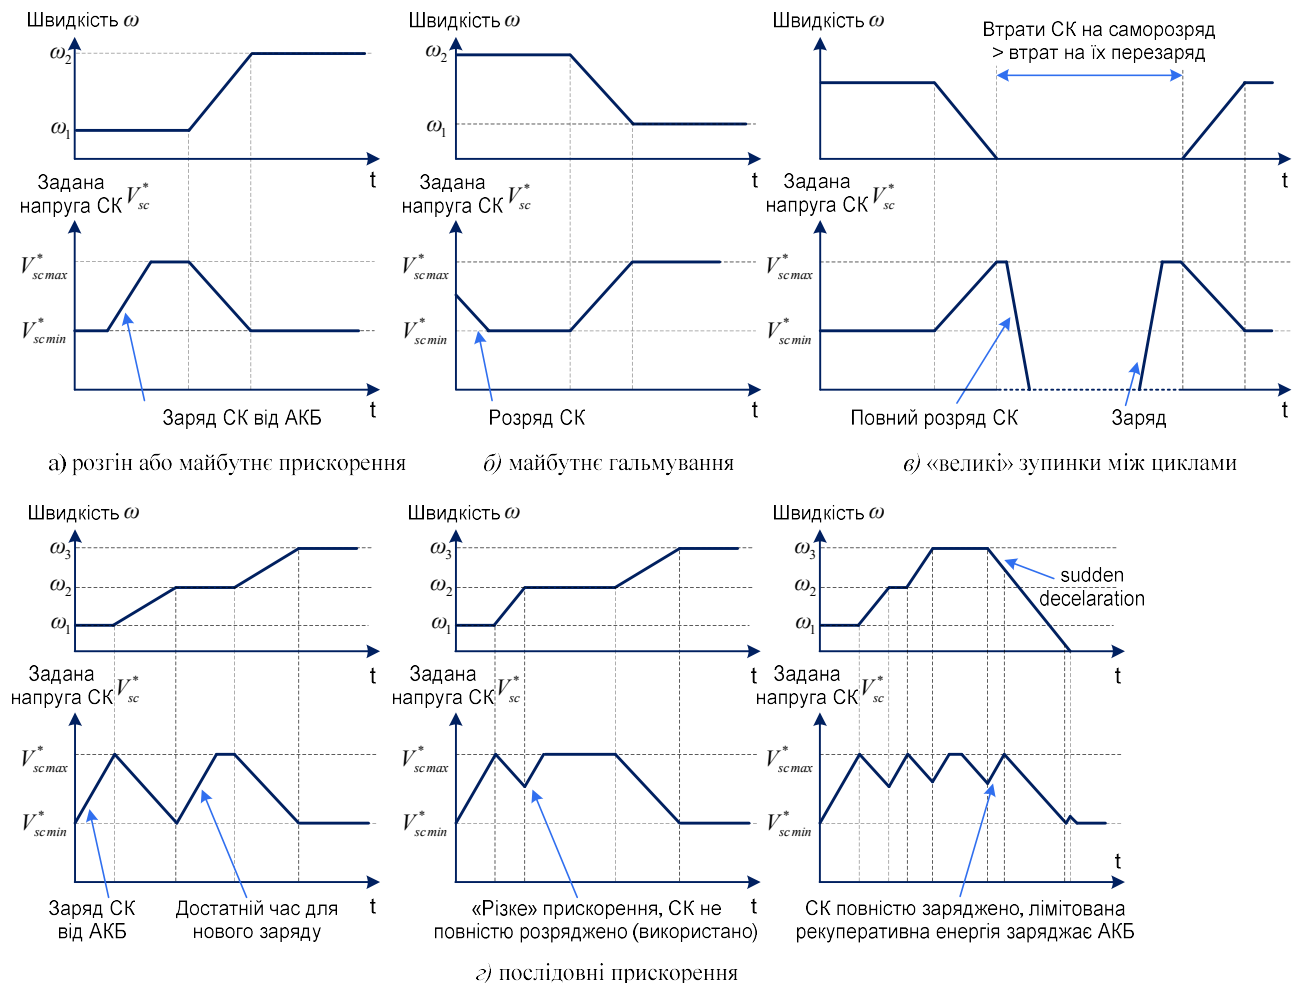 Швидкість ω
ω2
ω1
t
Задана
напруга СК V*sc
V*sc max
V*sc min
t
Заряд СК від АКБ
а) розгін або майбутнє прискорення
Швидкість ω
ω2
ω1
t
Задана
напруга СК V*sc
V*sc max
V*sc min
t
Розряд СК
б) майбутнє гальмування
Швидкість ω
Втрати СК на саморозряд
> втрат на їх перезаряд
t
Задана
напруга СК V*sc
V*sc max
V*sc min
t
Повний розряд СК
Заряд
в) «великі» зупинки між циклами
Швидкість ω
ω3
ω2
ω1
t
Задана
напруга СК V*sc
V*sc max
V*sc min
t
Заряд СК
від АКБ
Достатній час для
нового заряду
Швидкість ω
ω3
ω2
ω1
t
Задана
напруга СК V*sc
V*sc max
V*sc min
t
«Різке» прискорення, СК не
повністю розряджено (використано)
Швидкість ω
ω3
ω2
ω1
sudden
decelaration
t
Задана
напруга СК V*sc
V*sc max
V*sc min
t
СК повністю заряджено, лімітована
рекуперативна енергія заряджає АКБ
г) послідовні прискорення